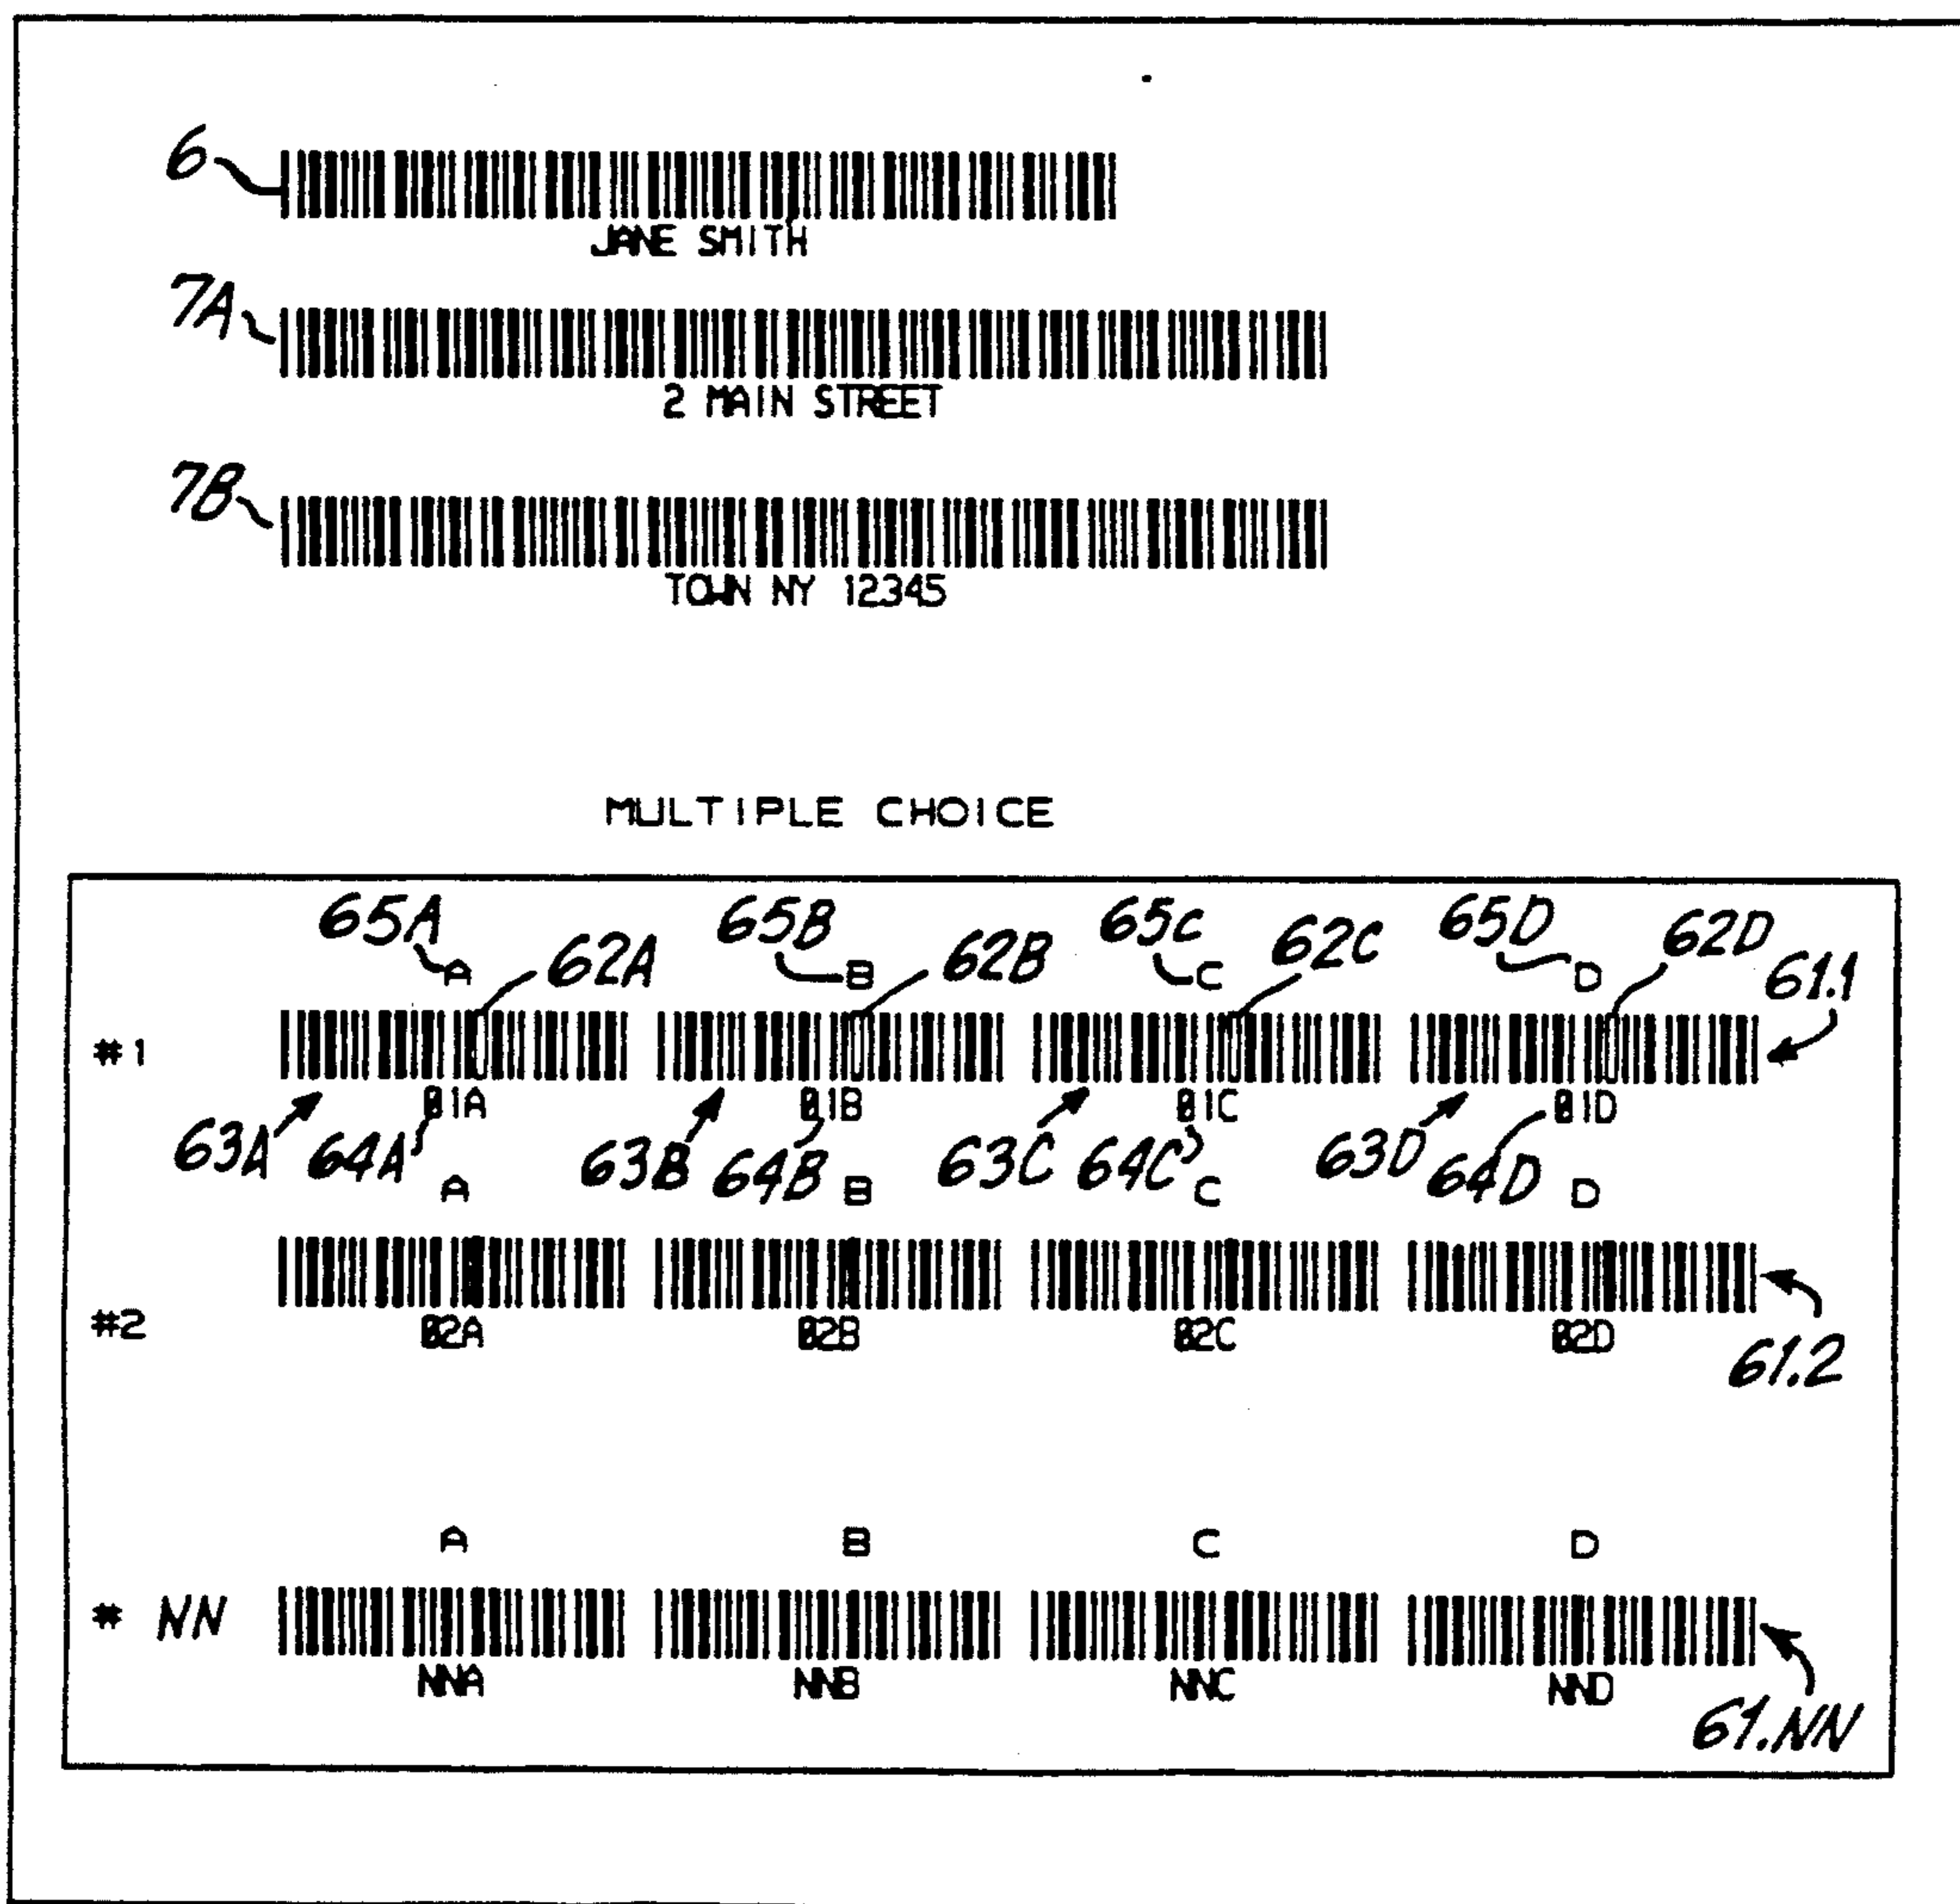 6
JANE SMITH
7A
2 MAIN STREET
7B
TOWN NY 12345
MULTIPLE CHOICE
65A 65B 65C 65D 62D
A 62A B 62B C 62C D 61.1
#1
01A 01B 01C 01D
63A 64A 63B 64B 63C 64C 63D 64D
A B C D
#2
02A 02B 02C 02D
61.2
A B C D
# NN
NNA NNB NNC NND
61.NN